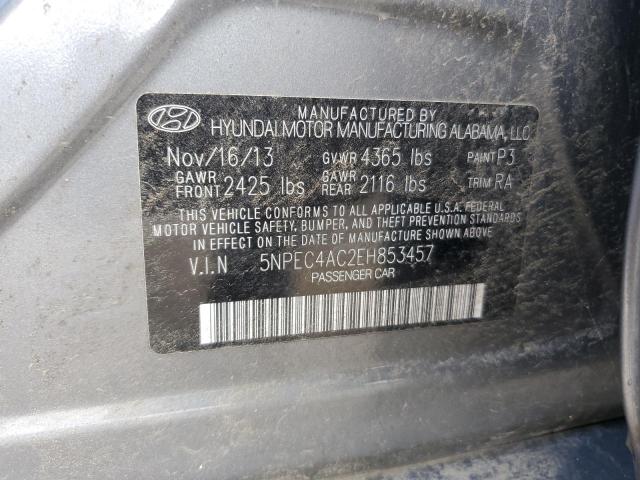 MANUFACTURED BY
HYUNDAI MOTOR MANUFACTURING ALABAMA, LLC
Nov/16/13 GVWR 4365 lbs PAINT P3
GAWR FRONT 2425 lbs GAWR REAR 2116 lbs TRIM RA
THIS VEHICLE CONFORMS TO ALL APPLICABLE U.S.A. FEDERAL
MOTOR VEHICLE SAFETY, BUMPER, AND THEFT PREVENTION STANDARDS
IN EFFECT ON THE DATE OF MANUFACTURE SHOWN ABOVE
V.I.N 5NPEC4AC2EH853457
PASSENGER CAR